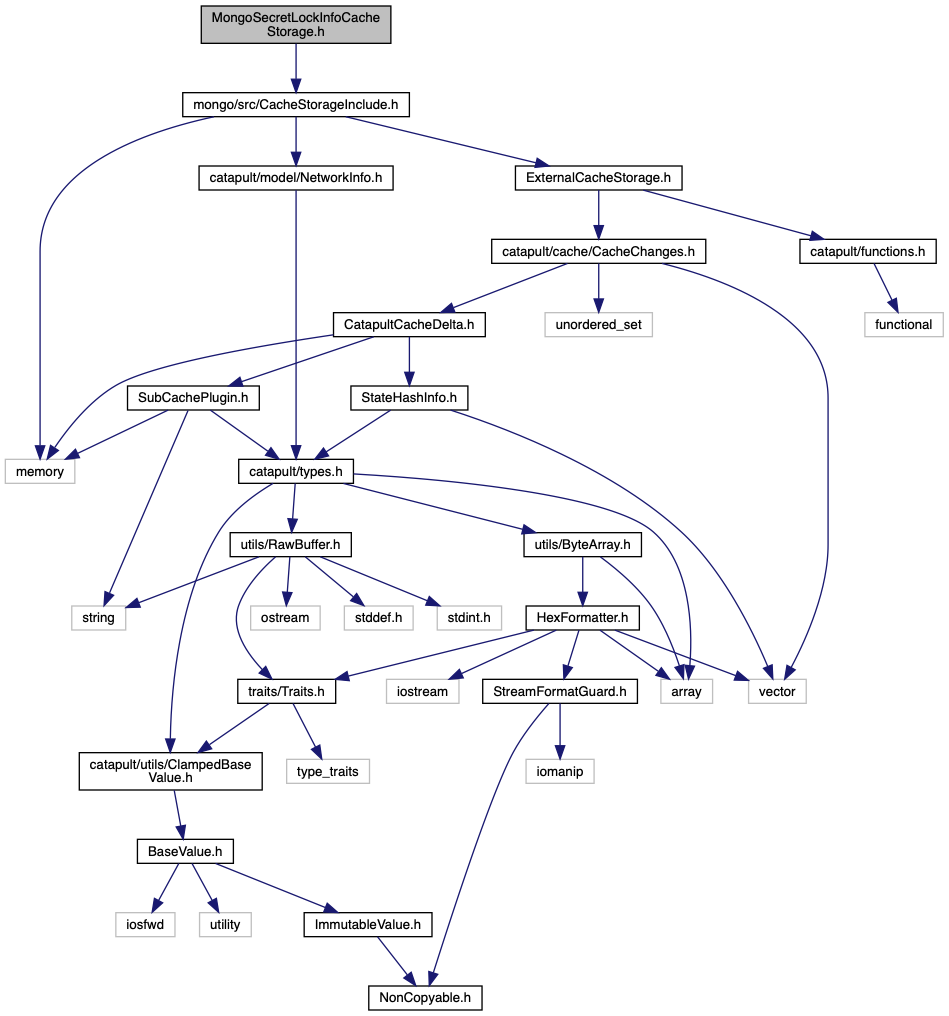 MongoSecretLockInfoCache
Storage.h
mongo/src/CacheStorageInclude.h
catapult/model/NetworkInfo.h
ExternalCacheStorage.h
catapult/cache/CacheChanges.h
catapult/functions.h
CatapultCacheDelta.h
unordered_set
functional
SubCachePlugin.h
StateHashInfo.h
memory
catapult/types.h
utils/RawBuffer.h
utils/ByteArray.h
string
ostream
stddef.h
stdint.h
HexFormatter.h
traits/Traits.h
iostream
StreamFormatGuard.h
array
vector
catapult/utils/ClampedBase
Value.h
type_traits
iomanip
BaseValue.h
iosfwd
utility
ImmutableValue.h
NonCopyable.h